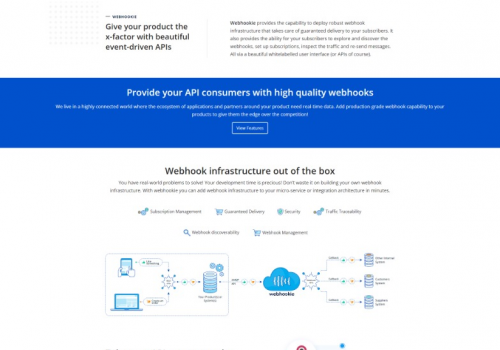 WEBHOOKIE
Give your product the
x-factor with beautiful
event-driven APIs
Webhookie provides the capability to deploy robust webhook
infrastructure that takes care of guaranteed delivery to your subscribers. It
also provides the ability for your subscribers to explore and discover the
webhooks, set up subscriptions, inspect the traffic and re-send messages.
All via a beautiful whitelabelled user interface (or APIs of course).
Provide your API consumers with high quality webhooks
We live in a highly connected world where the ecosystem of applications and partners around your product need real-time data. Add production-grade webhook capability to your
products to give them the edge over the competition!
View Features
Webhook infrastructure out of the box
You have real-world problems to solve! Your development time is precious! Don't waste it on building your own webhook
infrastructure. With webhookie you can add webhook infrastructure to your micro-service or integration architecture in minutes.
Subscription Management
Guaranteed Delivery
Security
Traffic Traceability
Webhook discoverability
Webhook Management
webhookie
Other Internal
System
Customers
System
Suppliers
System